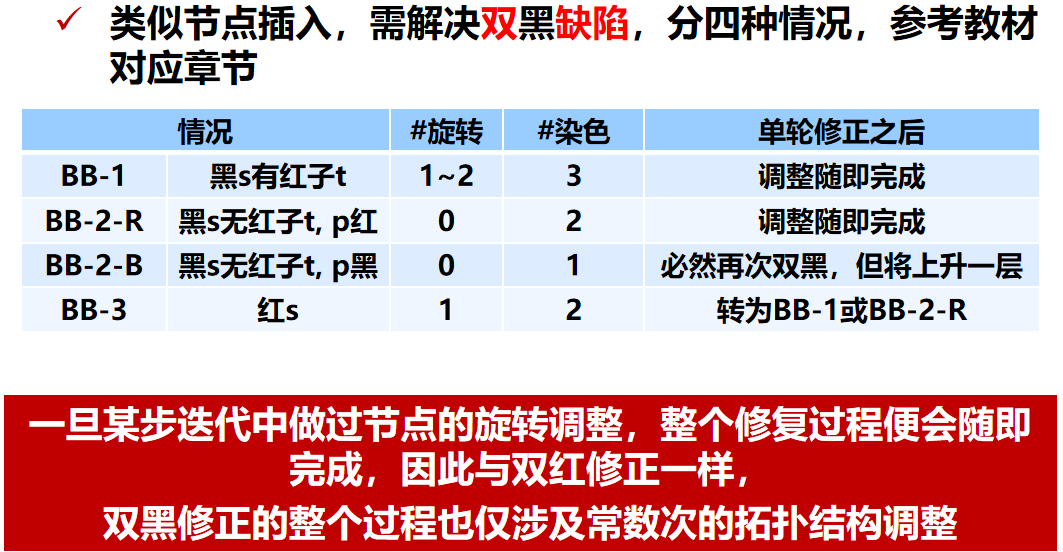 ✓ 类似节点插入，需解决双黑缺陷，分四种情况，参考教材
对应章节
情况 #旋转 #染色 单轮修正之后
BB-1 黑s有红子t 1~2 3 调整随即完成
BB-2-R 黑s无红子t, p红 0 2 调整随即完成
BB-2-B 黑s无红子t, p黑 0 1 必然再次双黑，但将上升一层
BB-3 红s 1 2 转为BB-1或BB-2-R
一旦某步迭代中做过节点的旋转调整，整个修复过程便会随即
完成，因此与双红修正一样，
双黑修正的整个过程也仅涉及常数次的拓扑结构调整